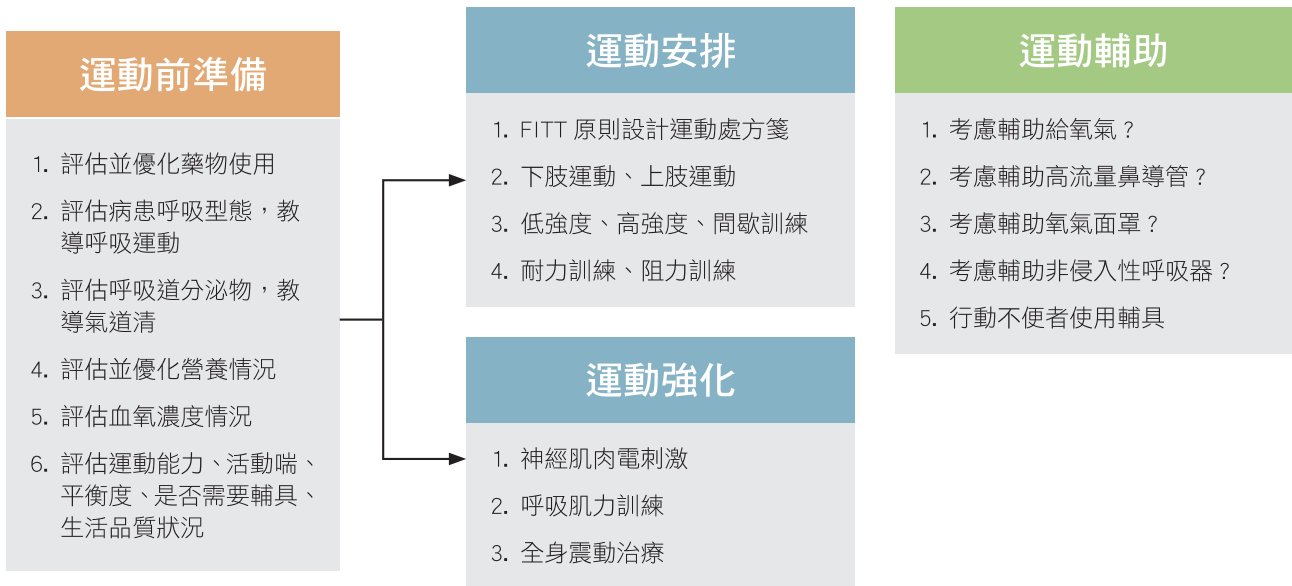 運動前準備
1. 評估並優化藥物使用
2. 評估病患呼吸型態，教
導呼吸運動
3. 評估呼吸道分泌物，教
導氣道清
4. 評估並優化營養情況
5. 評估血氧濃度情況
6. 評估運動能力、活動喘、
平衡度、是否需要輔具、
生活品質狀況
運動安排
1. FITT 原則設計運動處方箋
2. 下肢運動、上肢運動
3. 低強度、高強度、間歇訓練
4. 耐力訓練、阻力訓練
運動強化
1. 神經肌肉電刺激
2. 呼吸肌力訓練
3. 全身震動治療
運動輔助
1. 考慮輔助給氧氣？
2. 考慮輔助高流量鼻導管？
3. 考慮輔助氧氣面罩？
4. 考慮輔助非侵入性呼吸器？
5. 行動不便者使用輔具